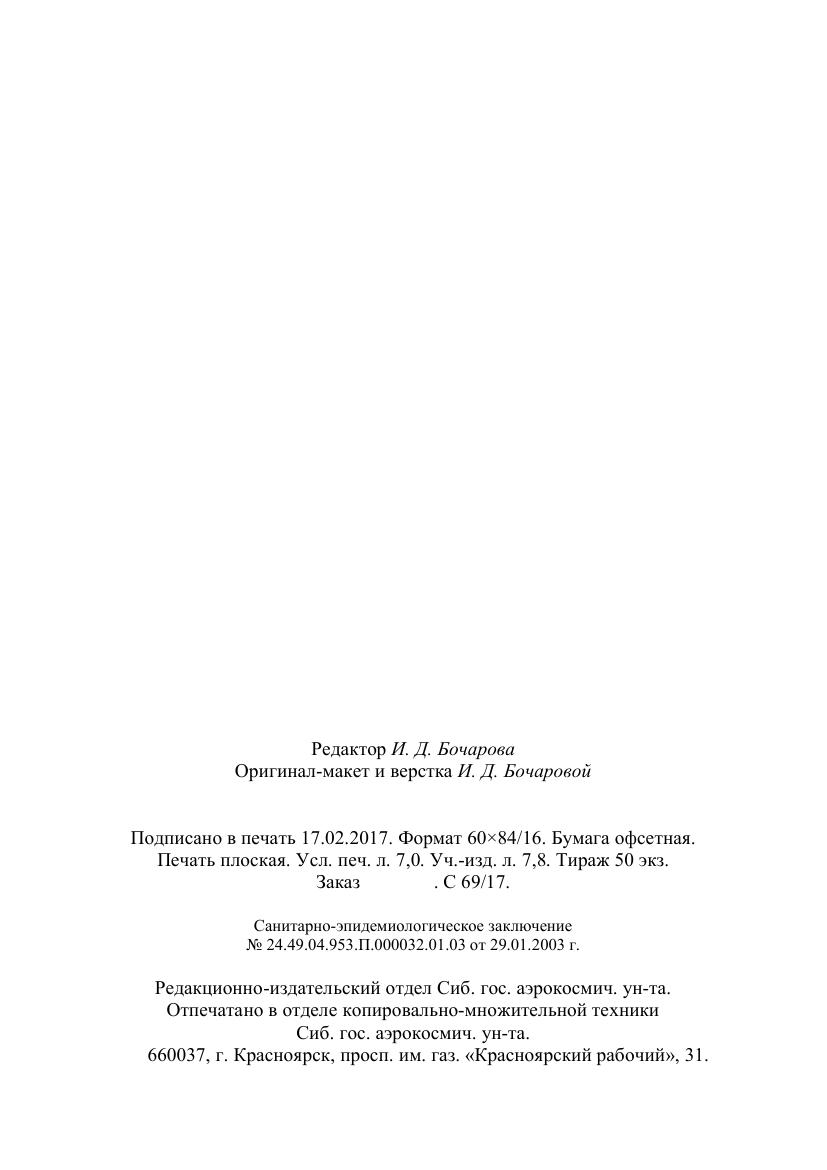 Редактор И. Д. Бочарова
Оригинал-макет и верстка И. Д. Бочаровой
Подписано в печать 17.02.2017. Формат 60×84/16. Бумага офсетная.
Печать плоская. Усл. печ. л. 7,0. Уч.-изд. л. 7,8. Тираж 50 экз.
Заказ . С 69/17.
Санитарно-эпидемиологическое заключение
№ 24.49.04.953.П.000032.01.03 от 29.01.2003 г.
Редакционно-издательский отдел Сиб. гос. аэрокосмич. ун-та.
Отпечатано в отделе копировально-множительной техники
Сиб. гос. аэрокосмич. ун-та.
660037, г. Красноярск, просп. им. газ. «Красноярский рабочий», 31.